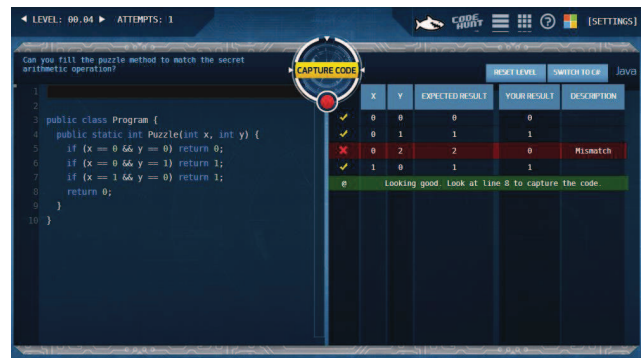 LEVEL: 00.04 ATTEMPTS: 1
CODE HUNT
[SETTINGS]
Can you fill the puzzle method to match the secret
arithmetic operation?
CAPTURE CODE
RESET LEVEL SWITCH TO C# Java
1
2
3 public class Program {
4 public static int Puzzle(int x, int y) {
5 if (x == 0 && y == 0) return 0;
6 if (x == 0 && y == 1) return 1;
7 if (x == 1 && y == 0) return 1;
8 return 0;
9 }
10 }
X Y EXPECTED RESULT YOUR RESULT DESCRIPTION
0 0 0 0
0 1 1 1
0 2 2 0 Mismatch
1 0 1 1
@ Looking good. Look at line 8 to capture the code.